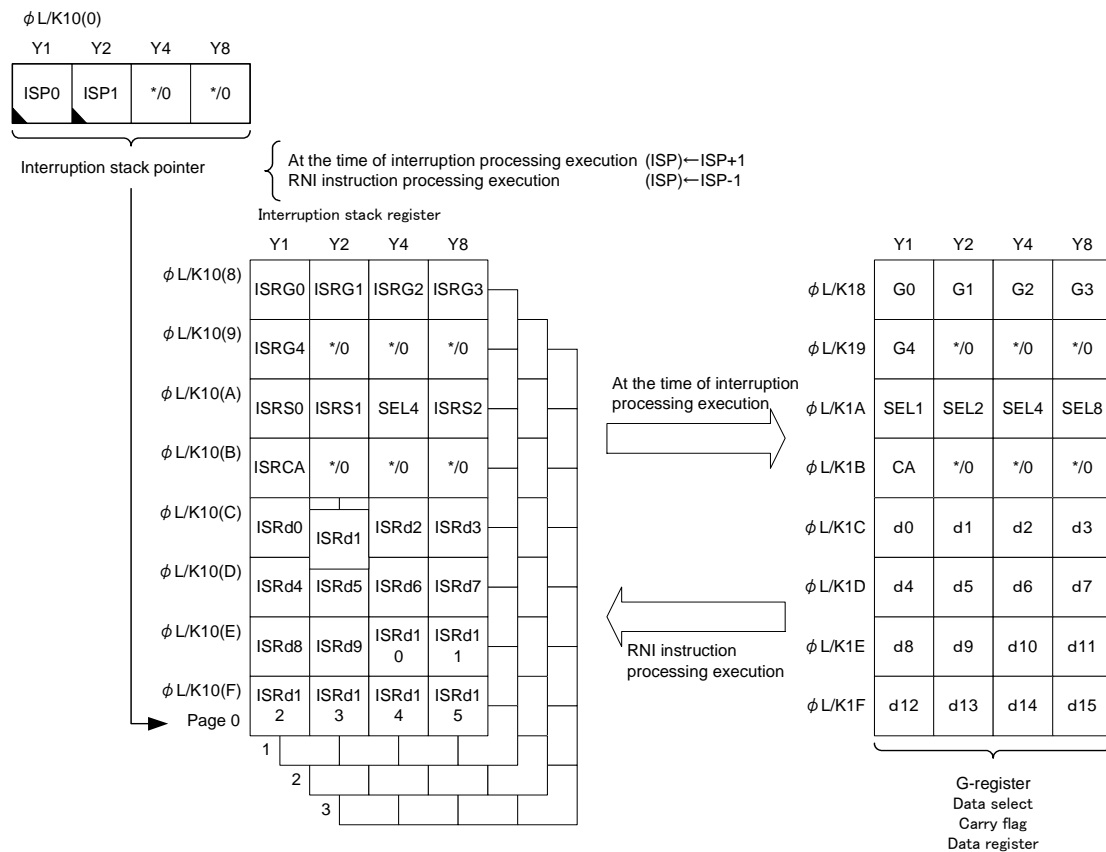 ϕL/K10(0)
Y1 Y2 Y4 Y8
ISP0 ISP1 */0 */0
Interruption stack pointer
At the time of interruption processing execution (ISP)←ISP+1
RNI instruction processing execution (ISP)←ISP-1
Interruption stack register
Y1 Y2 Y4 Y8
ϕL/K10(8) ISRG0 ISRG1 ISRG2 ISRG3
ϕL/K10(9) ISRG4 */0 */0 */0
ϕL/K10(A) ISRS0 ISRS1 SEL4 ISRS2
ϕL/K10(B) ISRCA */0 */0 */0
ϕL/K10(C) ISRd0 ISRd1 ISRd2 ISRd3
ϕL/K10(D) ISRd4 ISRd5 ISRd6 ISRd7
ϕL/K10(E) ISRd8 ISRd9 ISRd10 ISRd11
ϕL/K10(F) ISRd12 ISRd13 ISRd14 ISRd15
Page 0
1
2
3
At the time of interruption
processing execution
RNI instruction
processing execution
Y1 Y2 Y4 Y8
ϕL/K18 G0 G1 G2 G3
ϕL/K19 G4 */0 */0 */0
ϕL/K1A SEL1 SEL2 SEL4 SEL8
ϕL/K1B CA */0 */0 */0
ϕL/K1C d0 d1 d2 d3
ϕL/K1D d4 d5 d6 d7
ϕL/K1E d8 d9 d10 d11
ϕL/K1F d12 d13 d14 d15
G-register
Data select
Carry flag
Data register